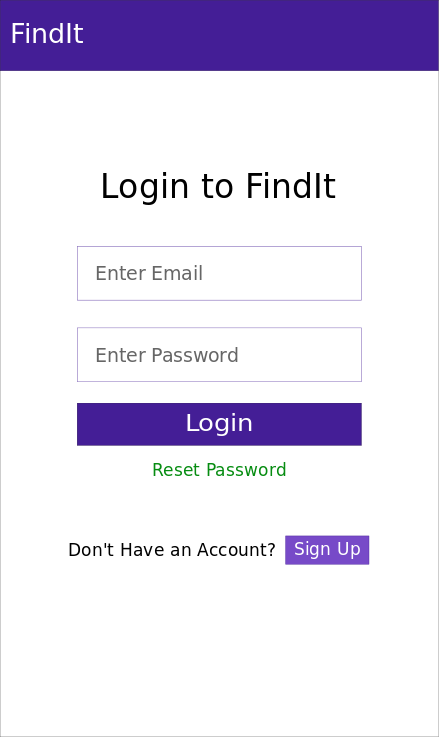 FindIt
Login to FindIt
Enter Email
Enter Password
Login
Reset Password
Don't Have an Account? Sign Up